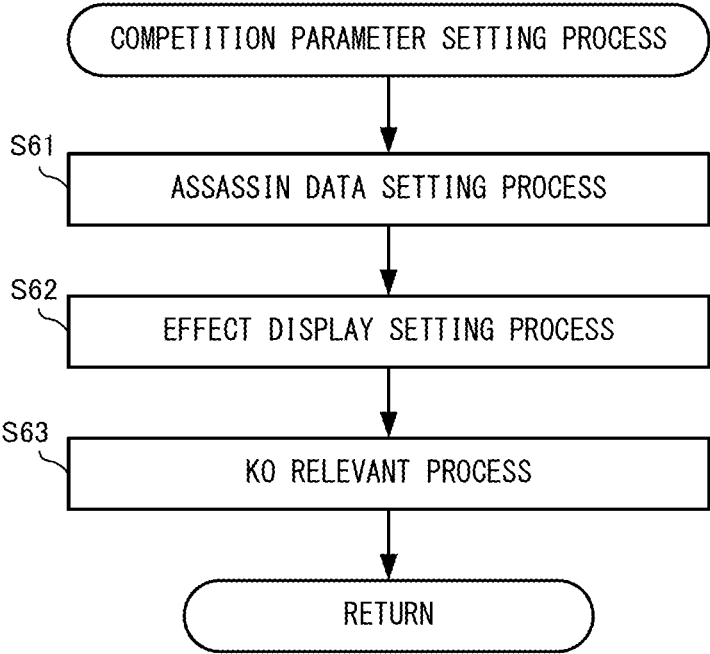 COMPETITION PARAMETER SETTING PROCESS
S61
ASSASSIN DATA SETTING PROCESS
S62
EFFECT DISPLAY SETTING PROCESS
S63
KO RELEVANT PROCESS
RETURN